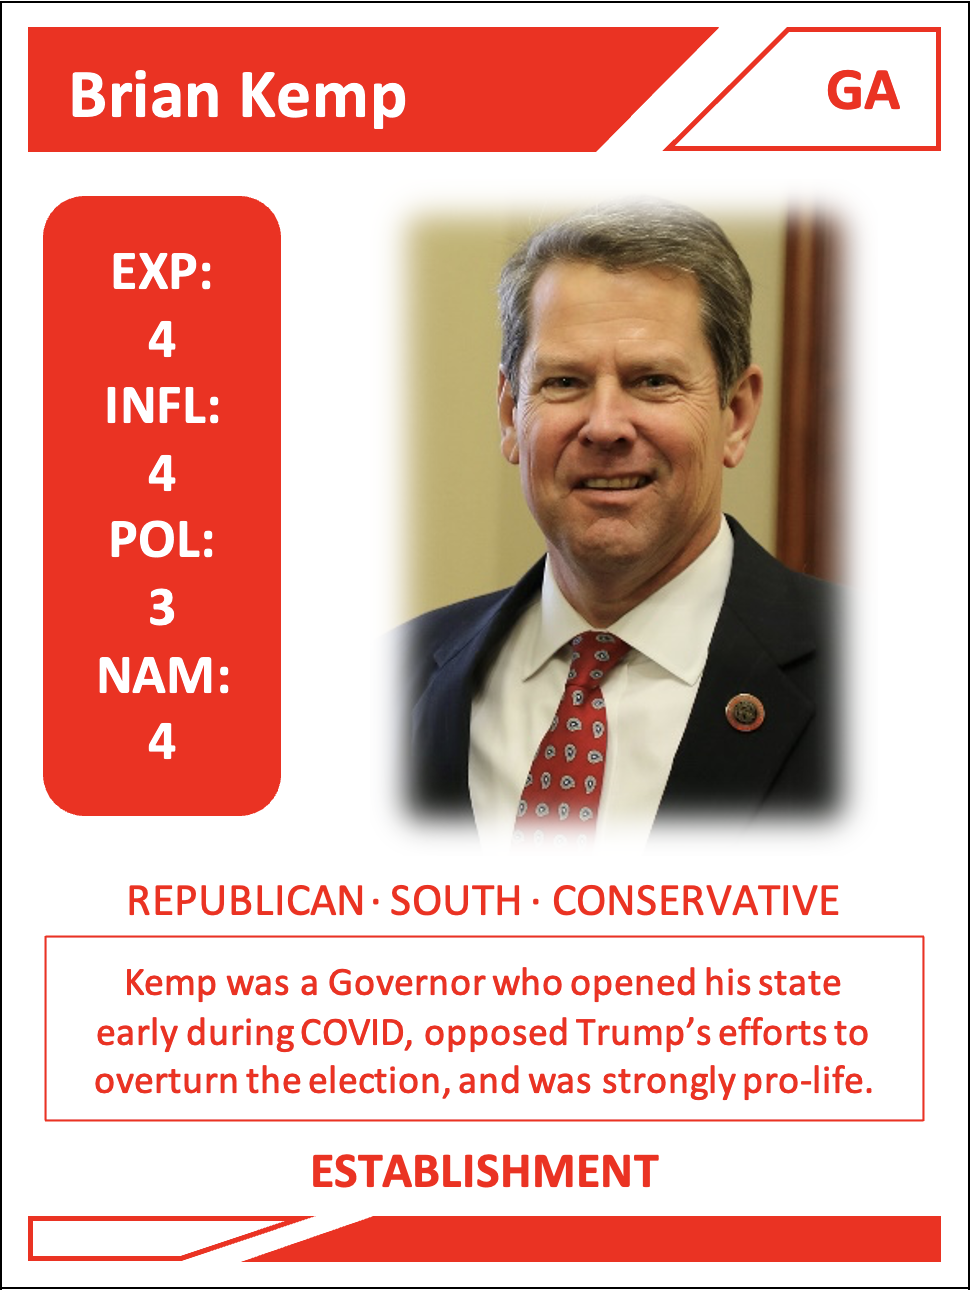 Brian Kemp
GA
EXP:
4
INFL:
4
POL:
3
NAM:
4
REPUBLICAN · SOUTH · CONSERVATIVE
Kemp was a Governor who opened his state
early during COVID, opposed Trump’s efforts to
overturn the election, and was strongly pro-life.
ESTABLISHMENT